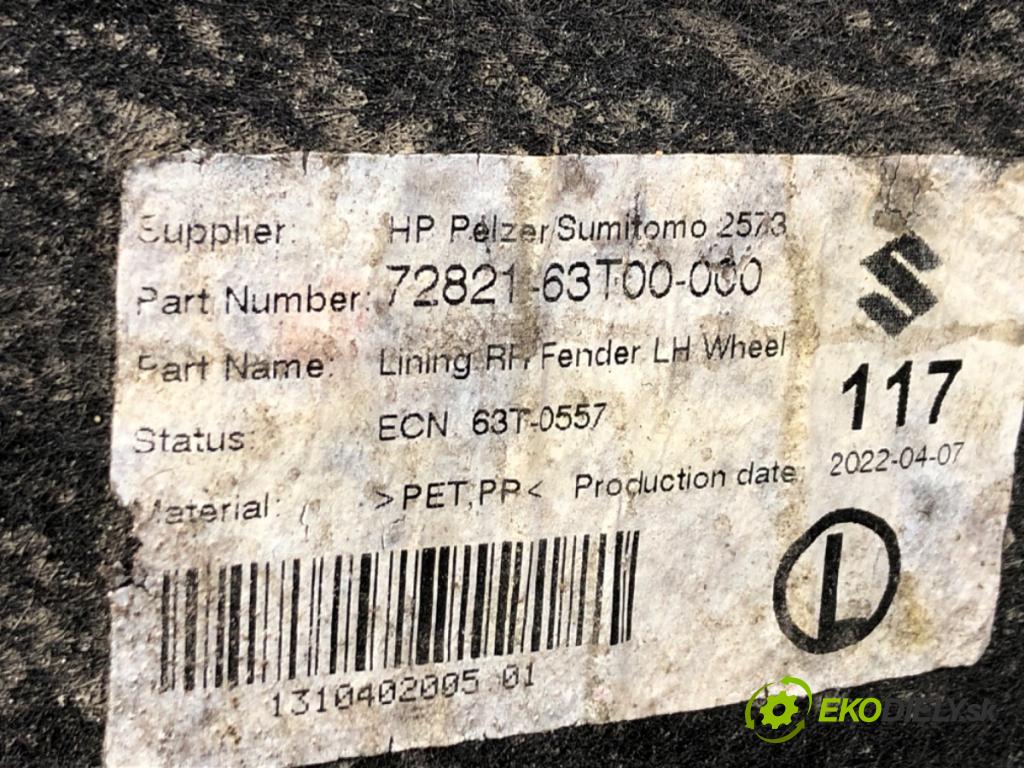 Supplier: HP Pelzer/Sumitomo 2573
Part Number: 72821-63T00-000
Part Name: Lining RR Fender LH Wheel
117
Status: ECN 63T-0557
2022-04-07
Material: >PET,PP< Production date:
L
1310402005 01
EKODIELY.sk